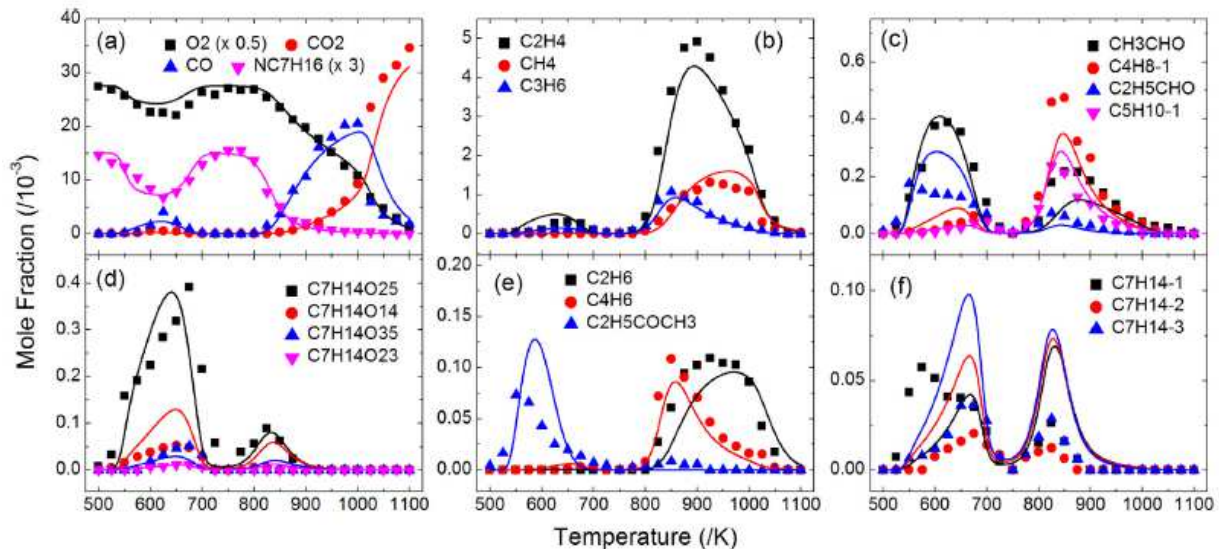 Mole Fraction (/10⁻³)
(a)
O2 (x 0.5) CO2
CO NC7H16 (x 3)
40
30
20
10
0
(b)
C2H4
CH4
C3H6
5
4
3
2
1
0
(c)
CH3CHO
C4H8-1
C2H5CHO
C5H10-1
0.6
0.4
0.2
0.0
(d)
C7H14O25
C7H14O14
C7H14O35
C7H14O23
0.4
0.3
0.2
0.1
0.0
500 600 700 800 900 1000 1100
(e)
C2H6
C4H6
C2H5COCH3
0.20
0.15
0.10
0.05
0.00
500 600 700 800 900 1000 1100
(f)
C7H14-1
C7H14-2
C7H14-3
0.10
0.05
0.00
500 600 700 800 900 1000 1100
Temperature (/K)